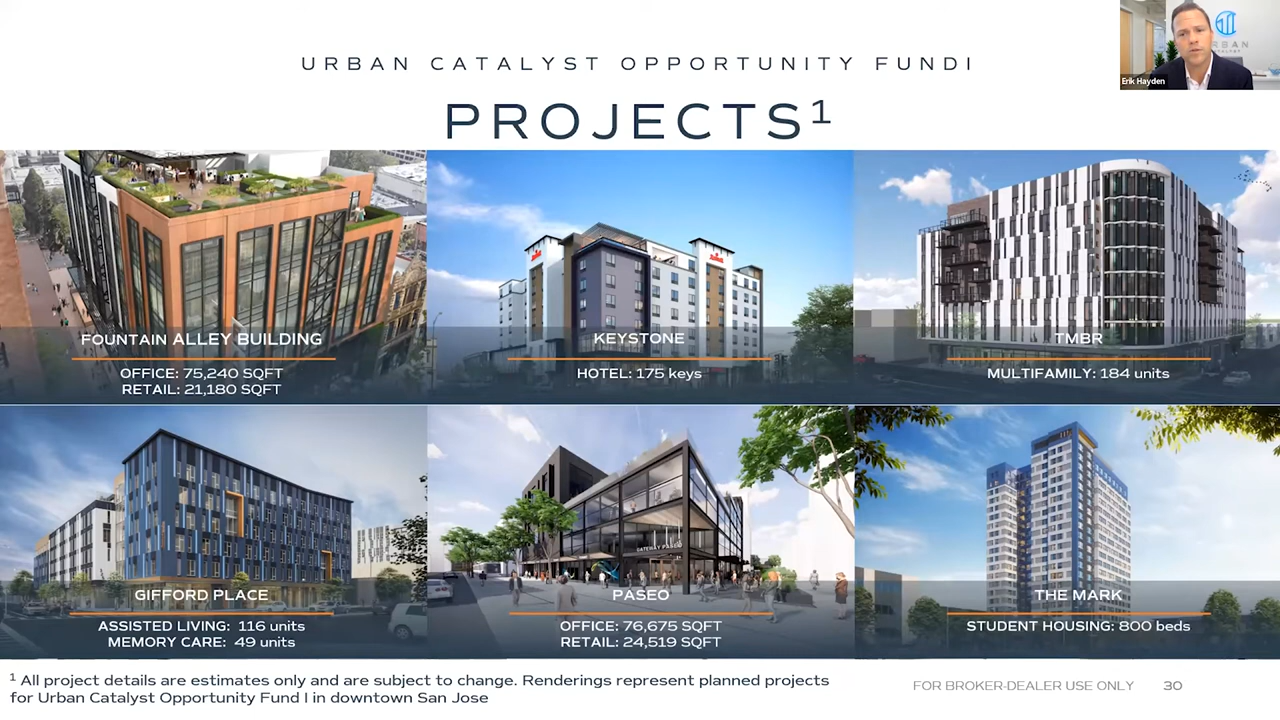 URBAN CATALYST OPPORTUNITY FUND I
PROJECTS¹
URBAN
Erik Hayden
FOUNTAIN ALLEY BUILDING
OFFICE: 75,240 SQFT
RETAIL: 21,180 SQFT
KEYSTONE
HOTEL: 175 keys
TMBR
MULTIFAMILY: 184 units
GIFFORD PLACE
ASSISTED LIVING: 116 units
MEMORY CARE: 49 units
GATEWAY PASEO
PASEO
OFFICE: 76,675 SQFT
RETAIL: 24,519 SQFT
THE MARK
STUDENT HOUSING: 800 beds
¹ All project details are estimates only and are subject to change. Renderings represent planned projects
for Urban Catalyst Opportunity Fund I in downtown San Jose
FOR BROKER-DEALER USE ONLY 30